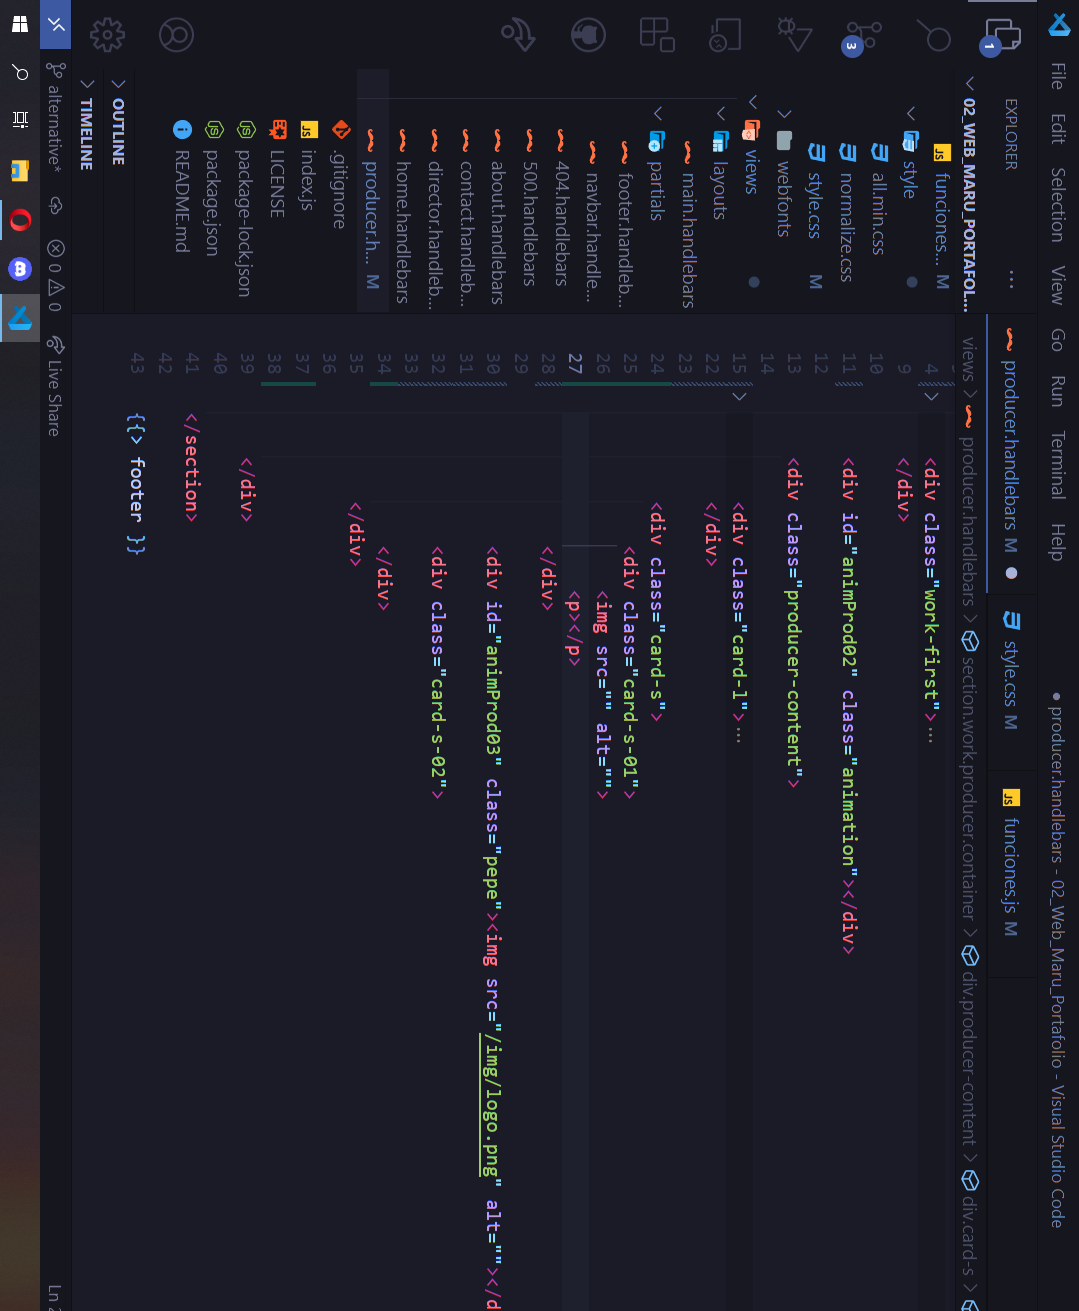 File Edit Selection View Go Run Terminal Help
● producer.handlebars - 02_Web_Maru_Portafolio - Visual Studio Code
1
3
EXPLORER ...
02_WEB_MARU_PORTAFOL...
funciones... M
style
all.min.css
normalize.css
style.css M
webfonts
views
layouts
main.handlebars
partials
footer.handleb...
navbar.handle...
404.handlebars
500.handlebars
about.handlebars
contact.handleb...
director.handleb...
home.handlebars
producer.h... M
.gitignore
index.js
LICENSE
package-lock.json
package.json
README.md
OUTLINE
TIMELINE
producer.handlebars M
style.css M
funciones.js M
views > producer.handlebars > section.work.producer.container > div.producer-content > div.card-s >
4 <div class="work-first">...
9 </div>
10
11 <div id="animProd02" class="animation"></div>
12
13 <div class="producer-content">
14
15 <div class="card-l">...
22 </div>
23
24 <div class="card-s">
25 <div class="card-s-01">
26 <img src="" alt="">
27 <p></p>
28 </div>
29
30 <div id="animProd03" class="pepe"><img src="/img/logo.png" alt=""></d
31
32 <div class="card-s-02">
33
34 </div>
35 </div>
36
37
38
39 </div>
40
41 </section>
42
43 {{> footer }}
alternative* 0 0 Live Share